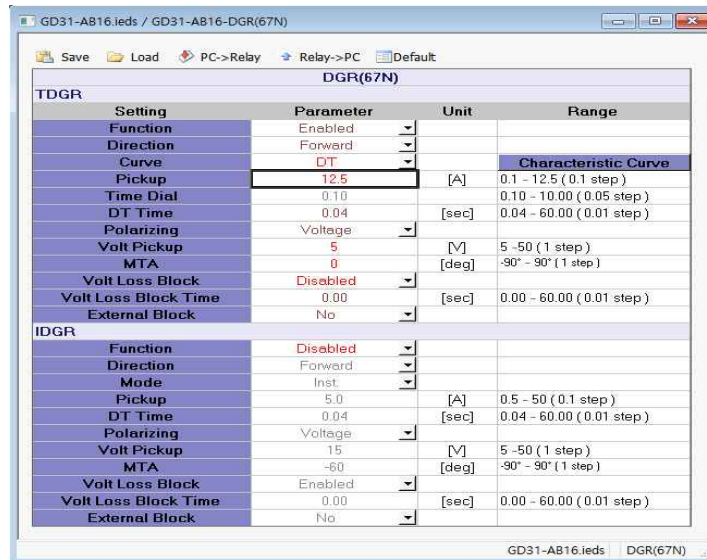 GD31-AB16.ieds / GD31-AB16-DGR(67N)
Save Load PC->Relay Relay->PC Default
DGR(67N)
TDGR
Setting Parameter Unit Range
Function Enabled
Direction Forward
Curve DT Characteristic Curve
Pickup 12.5 [A] 0.1 - 12.5 ( 0.1 step )
Time Dial 0.10 0.10 - 10.00 ( 0.05 step )
DT Time 0.04 [sec] 0.04 - 60.00 ( 0.01 step )
Polarizing Voltage
Volt Pickup 5 [V] 5 -50 ( 1 step )
MTA 0 [deg] -90° - 90° ( 1 step )
Volt Loss Block Disabled
Volt Loss Block Time 0.00 [sec] 0.00 - 60.00 ( 0.01 step )
External Block No
IDGR
Function Disabled
Direction Forward
Mode Inst.
Pickup 5.0 [A] 0.5 - 50 ( 0.1 step )
DT Time 0.04 [sec] 0.04 - 60.00 ( 0.01 step )
Polarizing Voltage
Volt Pickup 15 [V] 5 -50 ( 1 step )
MTA -60 [deg] -90° - 90° ( 1 step )
Volt Loss Block Enabled
Volt Loss Block Time 0.00 [sec] 0.00 - 60.00 ( 0.01 step )
External Block No
GD31-AB16.ieds DGR(67N)